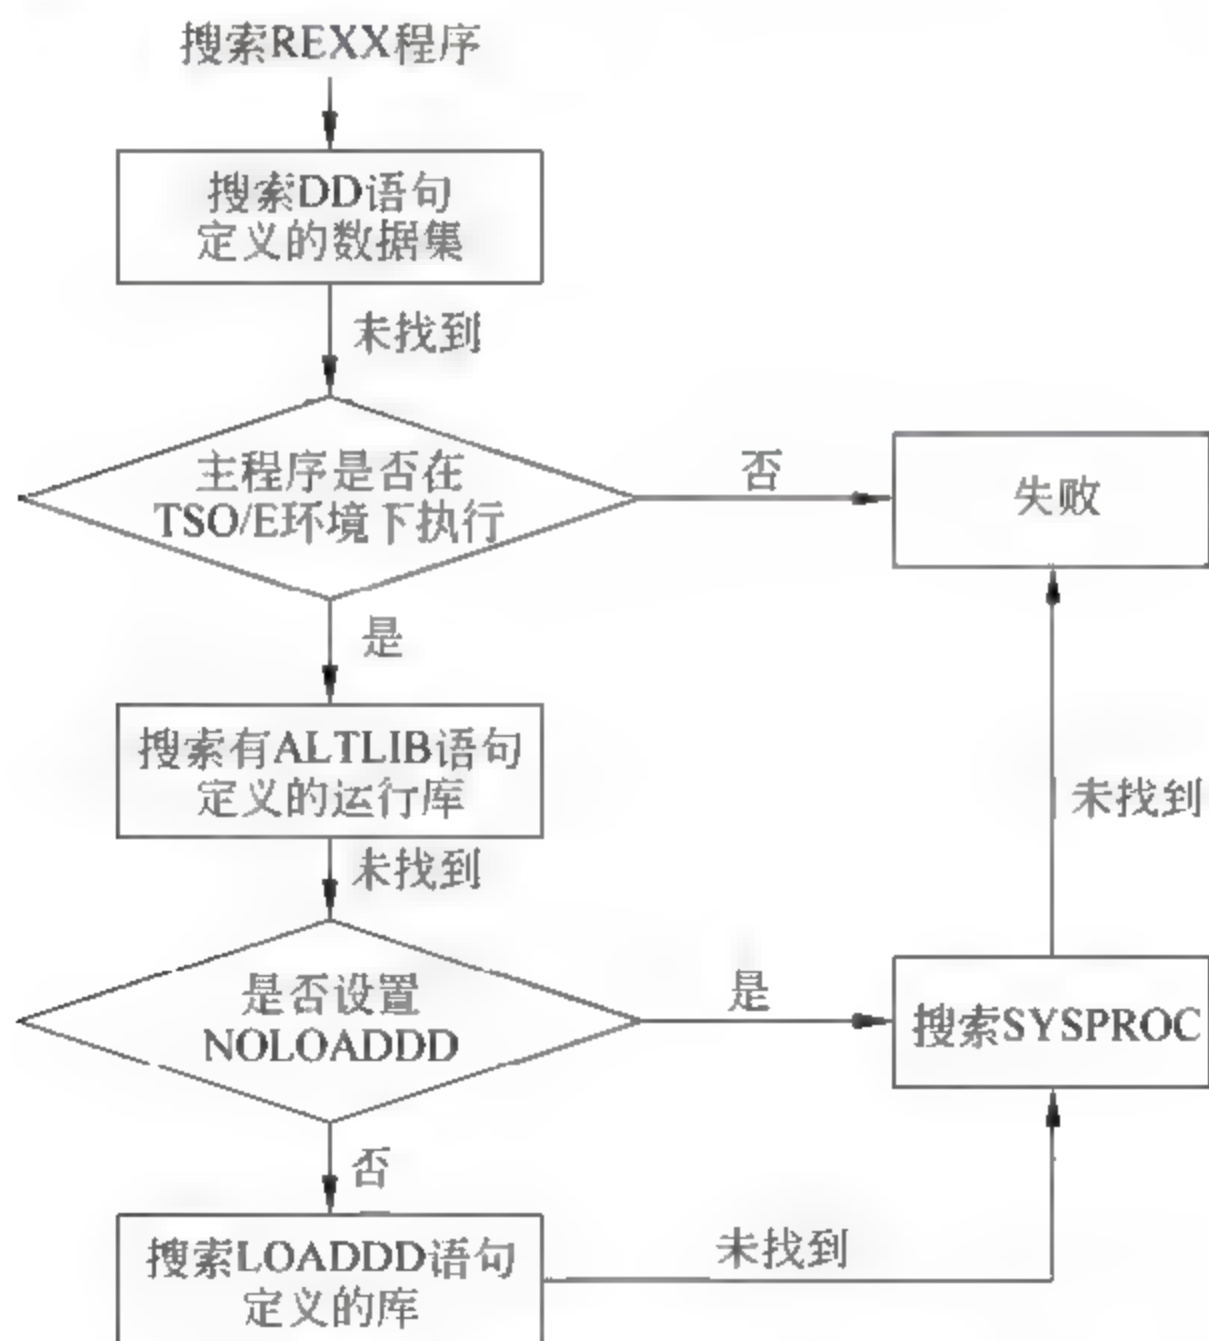 搜索REXX程序
搜索DD语句
定义的数据集
未找到
主程序是否在
TSO/E环境下执行
否
失败
是
搜索有ALTLIB语句
定义的运行库
未找到
未找到
是否设置
NOLOADDD
是
搜索SYSPROC
否
搜索LOADDD语句
定义的库
未找到